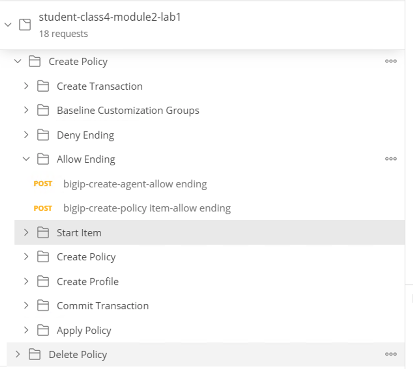 student-class4-module2-lab1
18 requests
Create Policy
Create Transaction
Baseline Customization Groups
Deny Ending
Allow Ending
POST bigip-create-agent-allow ending
POST bigip-create-policy item-allow ending
Start Item
Create Policy
Create Profile
Commit Transaction
Apply Policy
Delete Policy